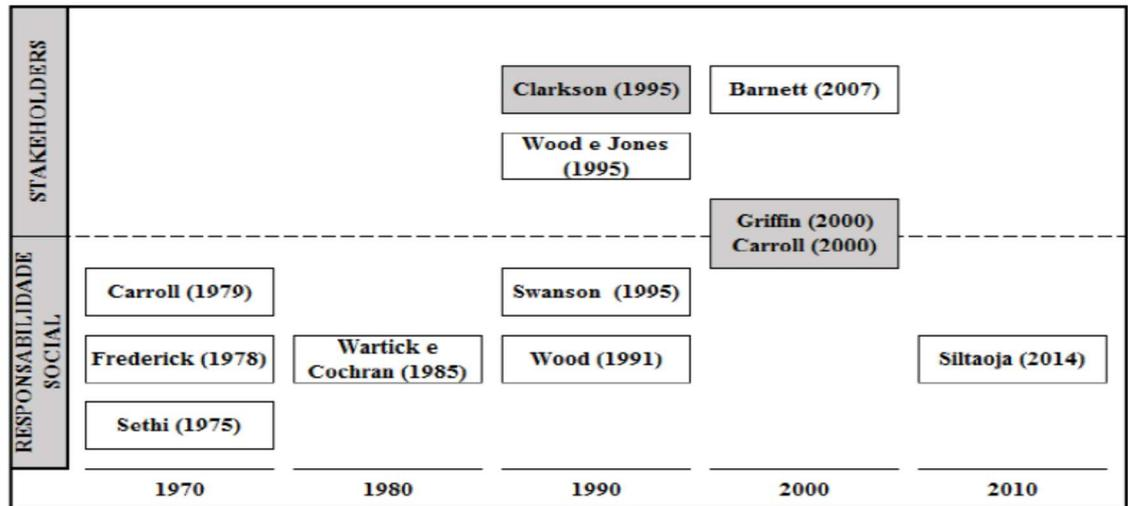 STAKEHOLDERS
Clarkson (1995)
Barnett (2007)
Wood e Jones
(1995)
Griffin (2000)
Carroll (2000)
RESPONSABILIDADE
SOCIAL
Carroll (1979)
Swanson (1995)
Frederick (1978)
Wartick e
Cochran (1985)
Wood (1991)
Siltaoja (2014)
Sethi (1975)
1970
1980
1990
2000
2010